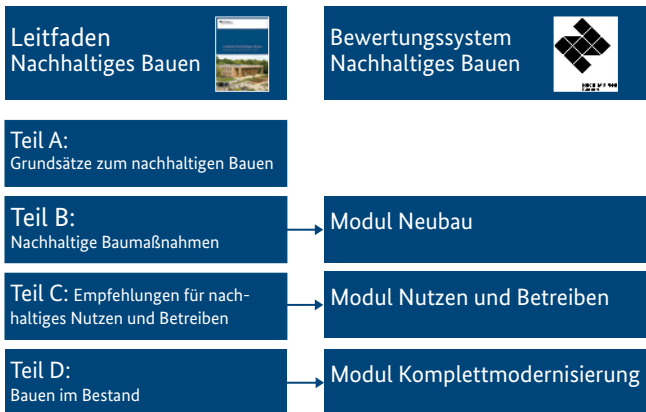 Leitfaden
Nachhaltiges Bauen
Bewertungssystem
Nachhaltiges Bauen
Teil A:
Grundsätze zum nachhaltigen Bauen
Teil B:
Nachhaltige Baumaßnahmen
Modul Neubau
Teil C: Empfehlungen für nach-
haltiges Nutzen und Betreiben
Modul Nutzen und Betreiben
Teil D:
Bauen im Bestand
Modul Komplettmodernisierung